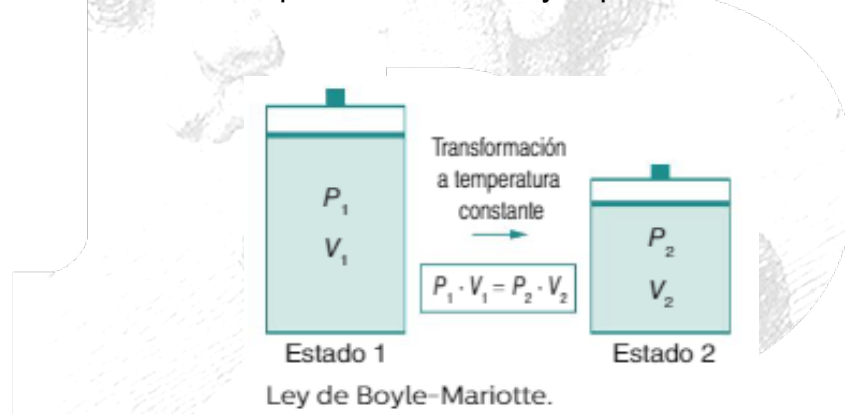 P₁
V₁
Transformación
a temperatura
constante
P₁ · V₁ = P₂ · V₂
P₂
V₂
Estado 1
Estado 2
Ley de Boyle-Mariotte.